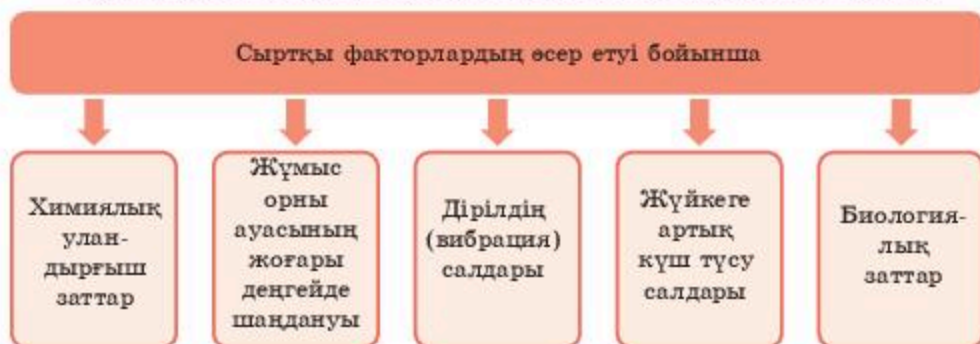 Сыртқы факторлардың әсер етуі бойынша
Химиялық
улан-
дырғыш
заттар
Жұмыс
орны
ауасының
жоғары
деңгейде
шаңдануы
Дірілдің
(вибрация)
салдары
Жүйкеге
артық
күш түсу
салдары
Биология-
лық
заттар